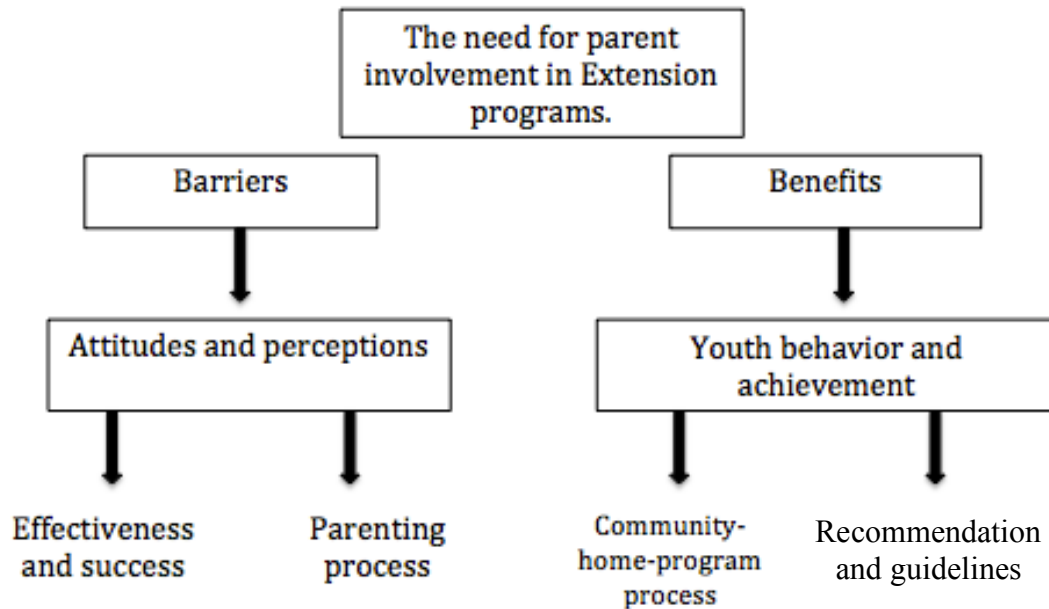 The need for parent
involvement in Extension
programs.
Barriers
Benefits
Attitudes and perceptions
Youth behavior and
achievement
Effectiveness
and success
Parenting
process
Community-
home-program
process
Recommendation
and guidelines